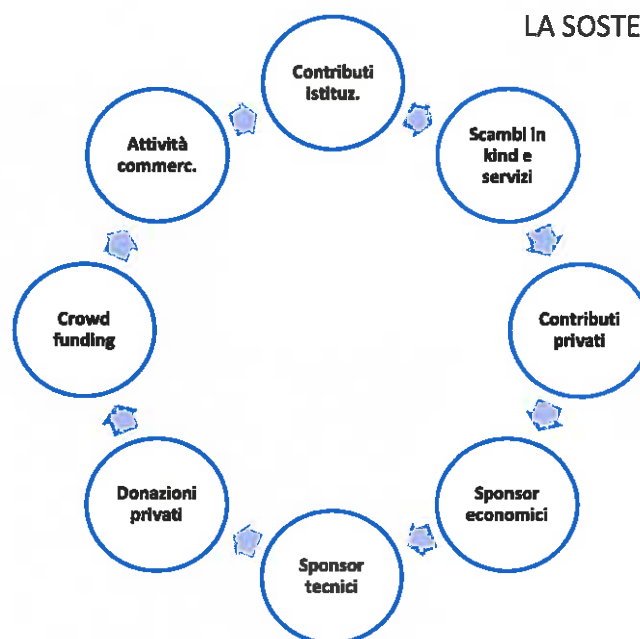 LA SOSTE
Contributi
istituz.
Scambi in
kind e
servizi
Contributi
privati
Sponsor
economici
Sponsor
tecnici
Donazioni
privati
Crowd
funding
Attività
commerc.